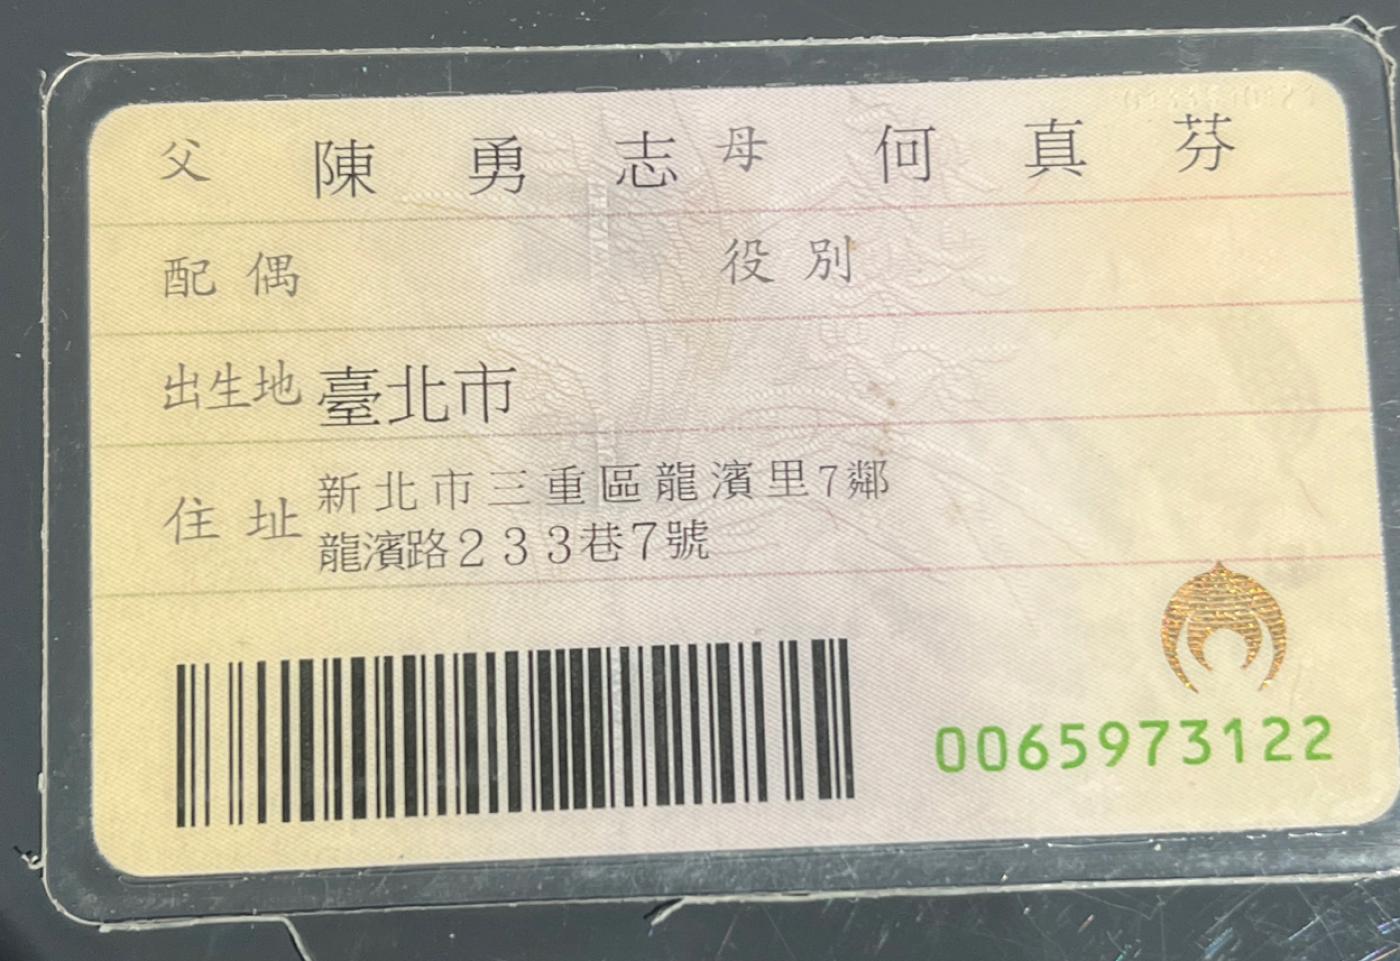 父 陳勇志 母 何真芬
配偶 役別
出生地 臺北市
住址 新北市三重區龍濱里7鄰
龍濱路233巷7號
0065973122